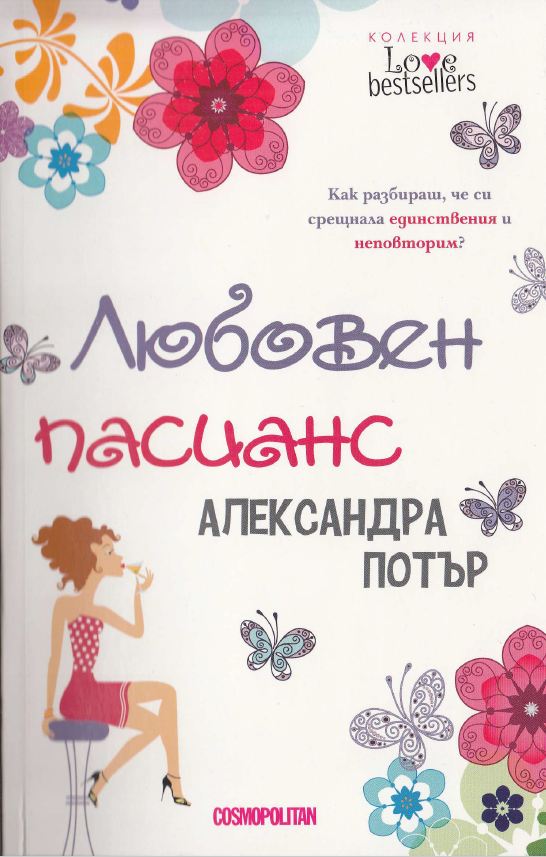 КОЛЕКЦИЯ
Love
bestsellers
Как разбираш, че си
срещнала единствения и
неповторим?
Любовен
пасианс
АЛЕКСАНДРА
ПОТЪР
COSMOPOLITAN